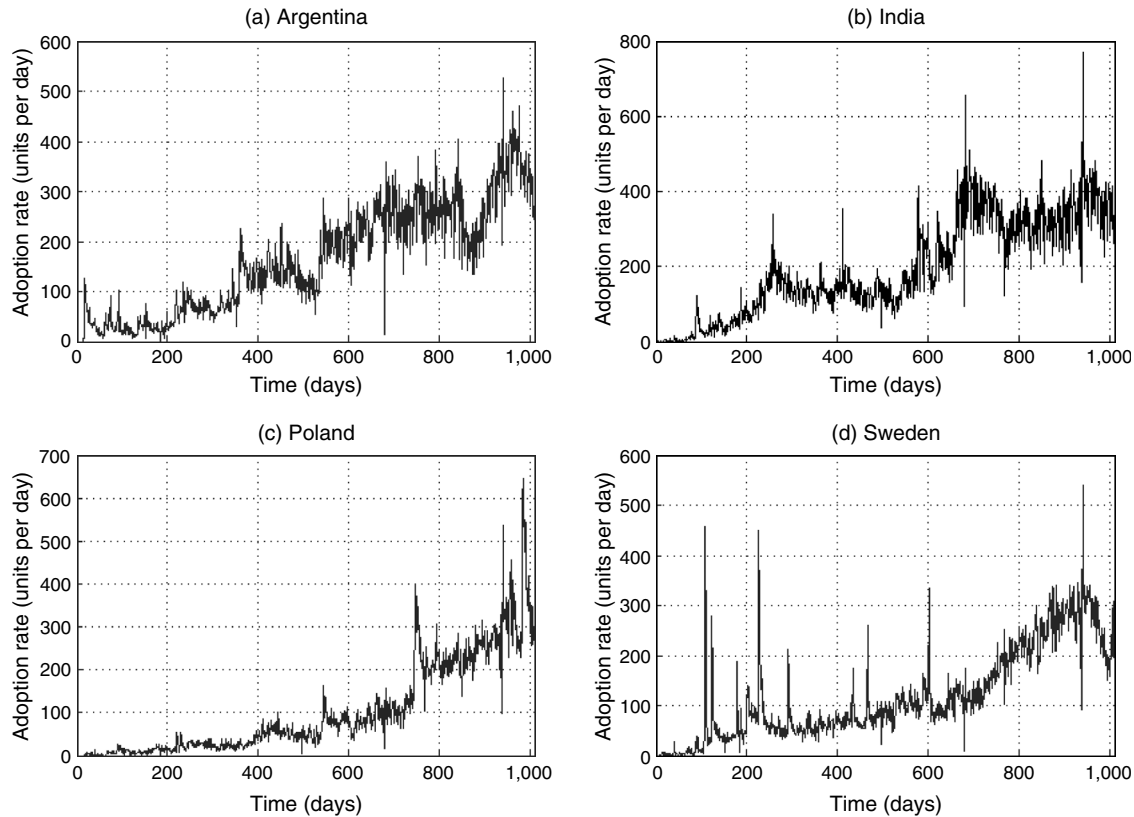 (a) Argentina
600
500
400
300
200
100
0
0 200 400 600 800 1,000
Adoption rate (units per day)
Time (days)
(b) India
800
600
400
200
0
0 200 400 600 800 1,000
Adoption rate (units per day)
Time (days)
(c) Poland
700
600
500
400
300
200
100
0
0 200 400 600 800 1,000
Adoption rate (units per day)
Time (days)
(d) Sweden
600
500
400
300
200
100
0
0 200 400 600 800 1,000
Adoption rate (units per day)
Time (days)